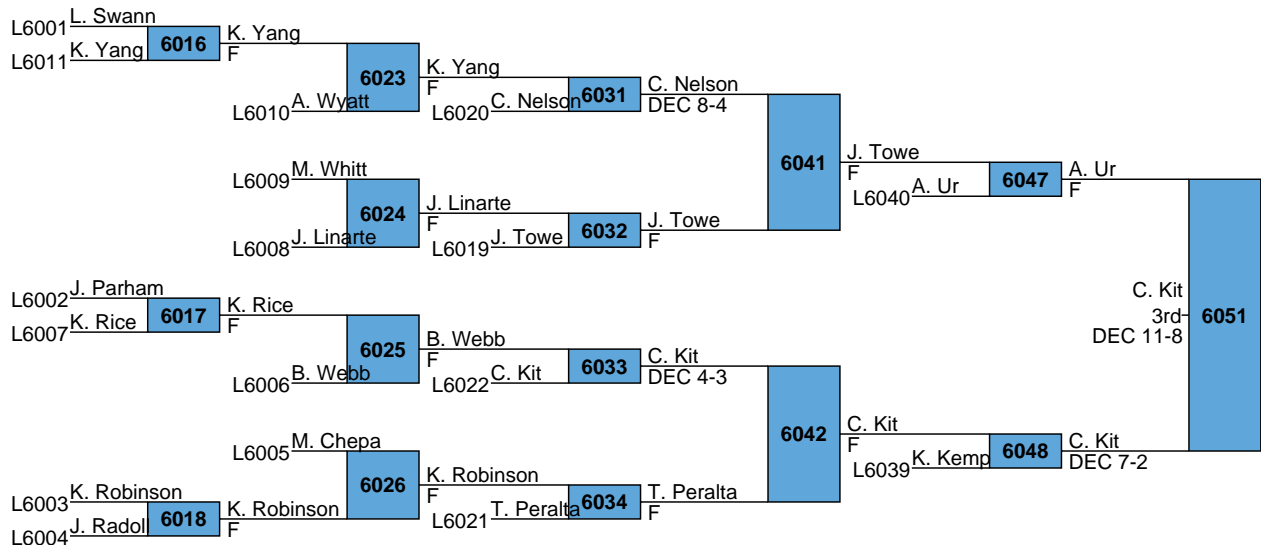 L. Swann
L6001
6016
K. Yang
L6011
K. Yang
F
6023
A. Wyatt
L6010
K. Yang
F
6031
C. Nelson
L6020
C. Nelson
DEC 8-4
6041
M. Whitt
L6009
6024
J. Linarte
L6008
J. Linarte
F
6032
J. Towe
L6019
J. Towe
F
J. Towe
F
6047
A. Ur
L6040
A. Ur
F
J. Parham
L6002
6017
K. Rice
L6007
K. Rice
F
6025
B. Webb
L6006
B. Webb
F
6033
C. Kit
L6022
C. Kit
DEC 4-3
6042
M. Chepa
L6005
6026
K. Robinson
L6003
6018
J. Radol
L6004
K. Robinson
F
K. Robinson
F
6034
T. Peralta
L6021
T. Peralta
F
C. Kit
F
6048
K. Kemp
L6039
C. Kit
DEC 7-2
C. Kit
3rd
DEC 11-8
6051